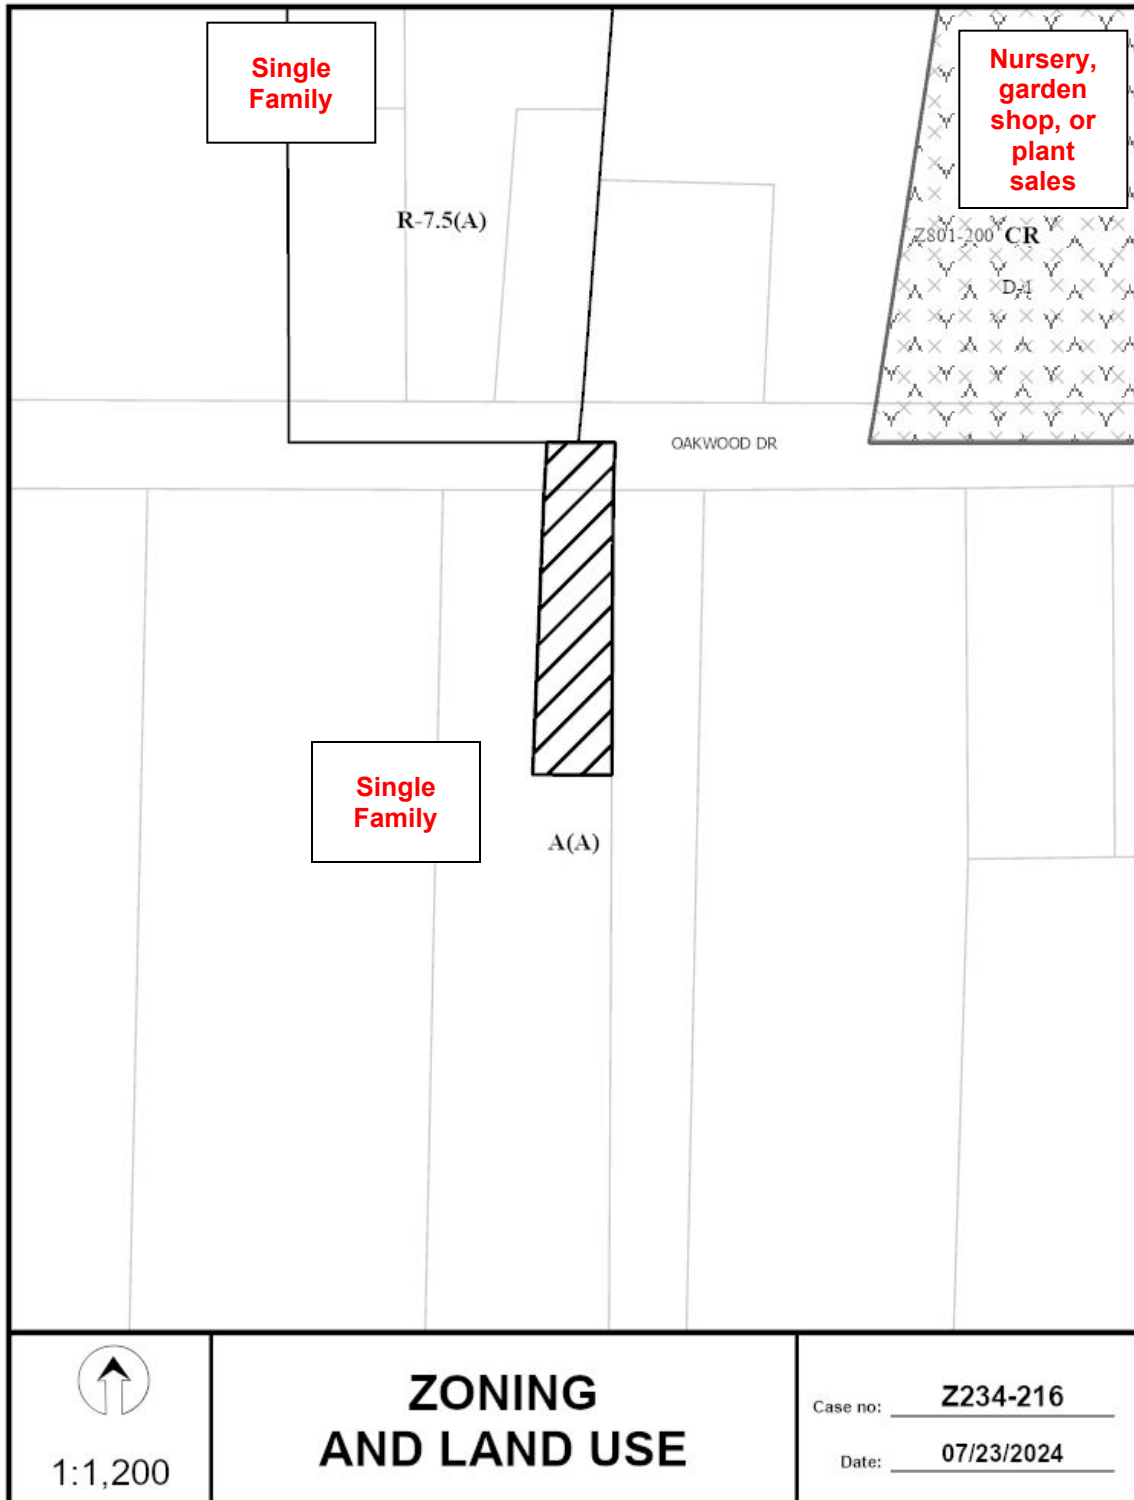 Single
Family
Nursery,
garden
shop, or
plant
sales
R-7.5(A)
Z801-200 CR
D-1
OAKWOOD DR
Single
Family
A(A)
1:1,200
ZONING
AND LAND USE
Case no: Z234-216
Date: 07/23/2024